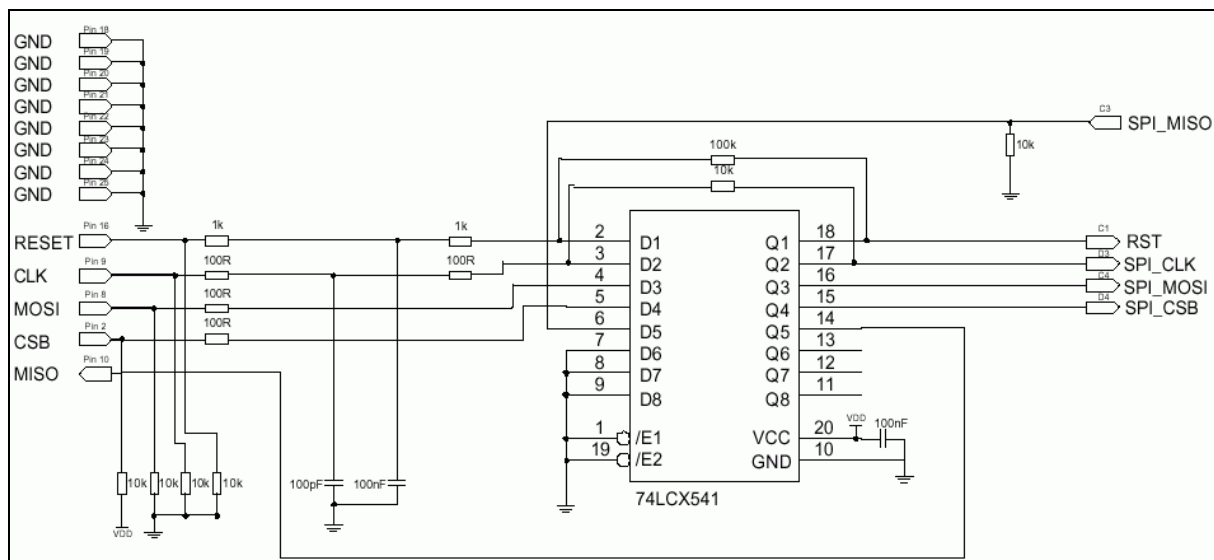 Pin 18
GND
Pin 19
GND
Pin 20
GND
Pin 21
GND
Pin 22
GND
Pin 23
GND
Pin 24
GND
Pin 25
GND
C3
SPI_MISO
10k
100k
10k
Pin 16
RESET
1k
1k
2 D1 Q1 18
C1
RST
Pin 9
CLK
100R
100R
3 D2 Q2 17
D3
SPI_CLK
4 D3 Q3 16
C4
SPI_MOSI
Pin 8
MOSI
100R
5 D4 Q4 15
D4
SPI_CSB
Pin 2
CSB
100R
6 D5 Q5 14
7 D6 Q6 13
Pin 10
MISO
8 D7 Q7 12
9 D8 Q8 11
VDD
100nF
1 /E1 VCC 20
19 /E2 GND 10
10k 10k 10k 10k
100pF 100nF
74LCX541
VDD